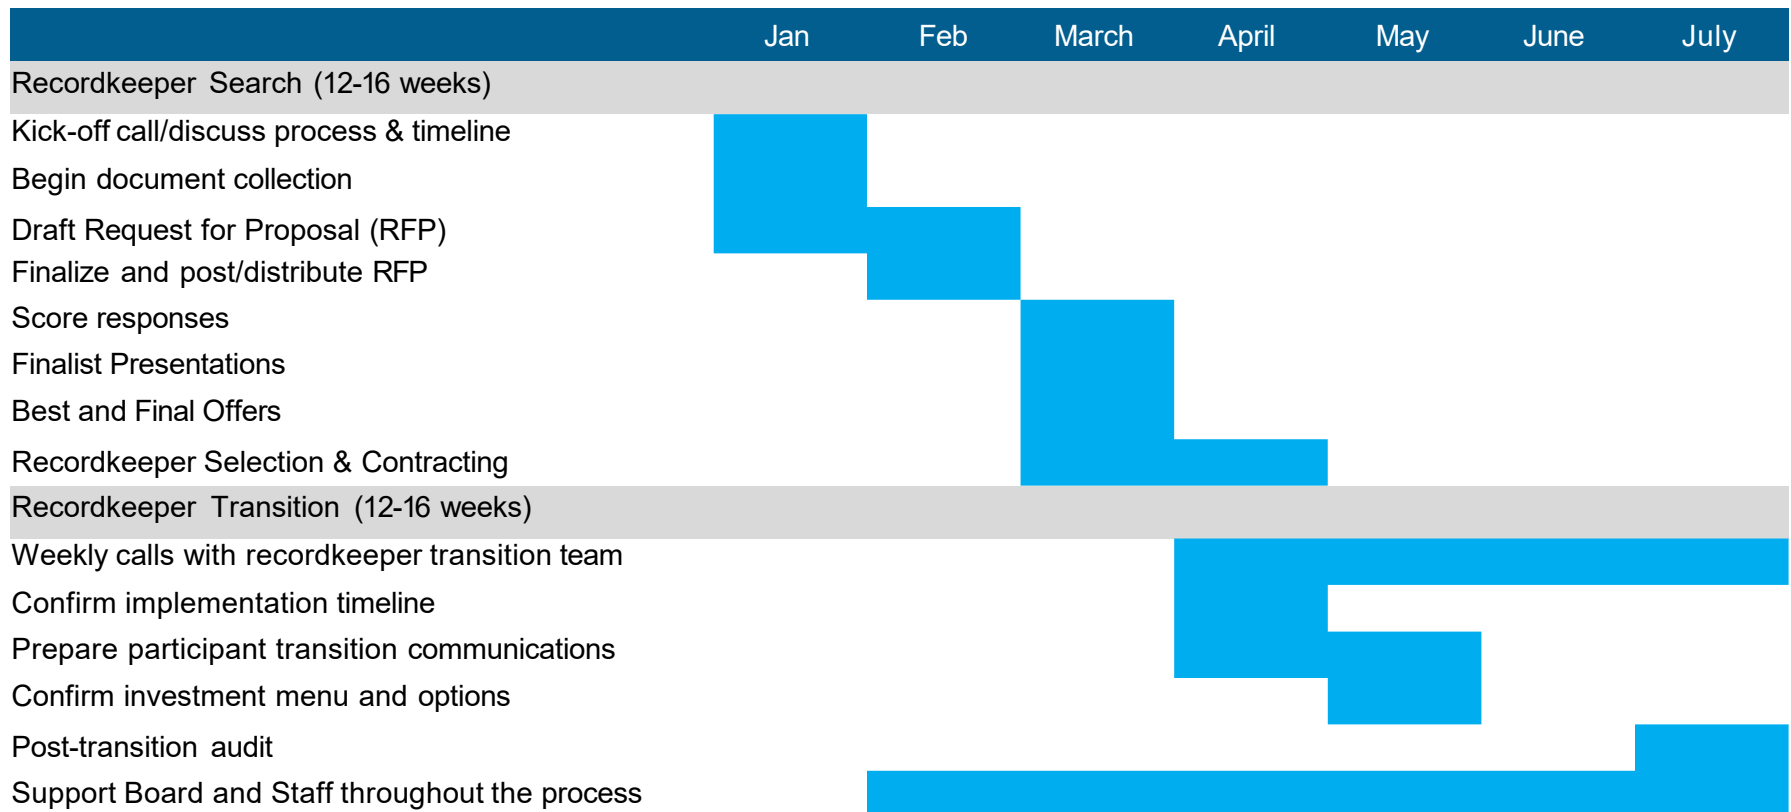 Jan Feb March April May June July
Recordkeeper Search (12-16 weeks)
Kick-off call/discuss process & timeline
Begin document collection
Draft Request for Proposal (RFP)
Finalize and post/distribute RFP
Score responses
Finalist Presentations
Best and Final Offers
Recordkeeper Selection & Contracting
Recordkeeper Transition (12-16 weeks)
Weekly calls with recordkeeper transition team
Confirm implementation timeline
Prepare participant transition communications
Confirm investment menu and options
Post-transition audit
Support Board and Staff throughout the process